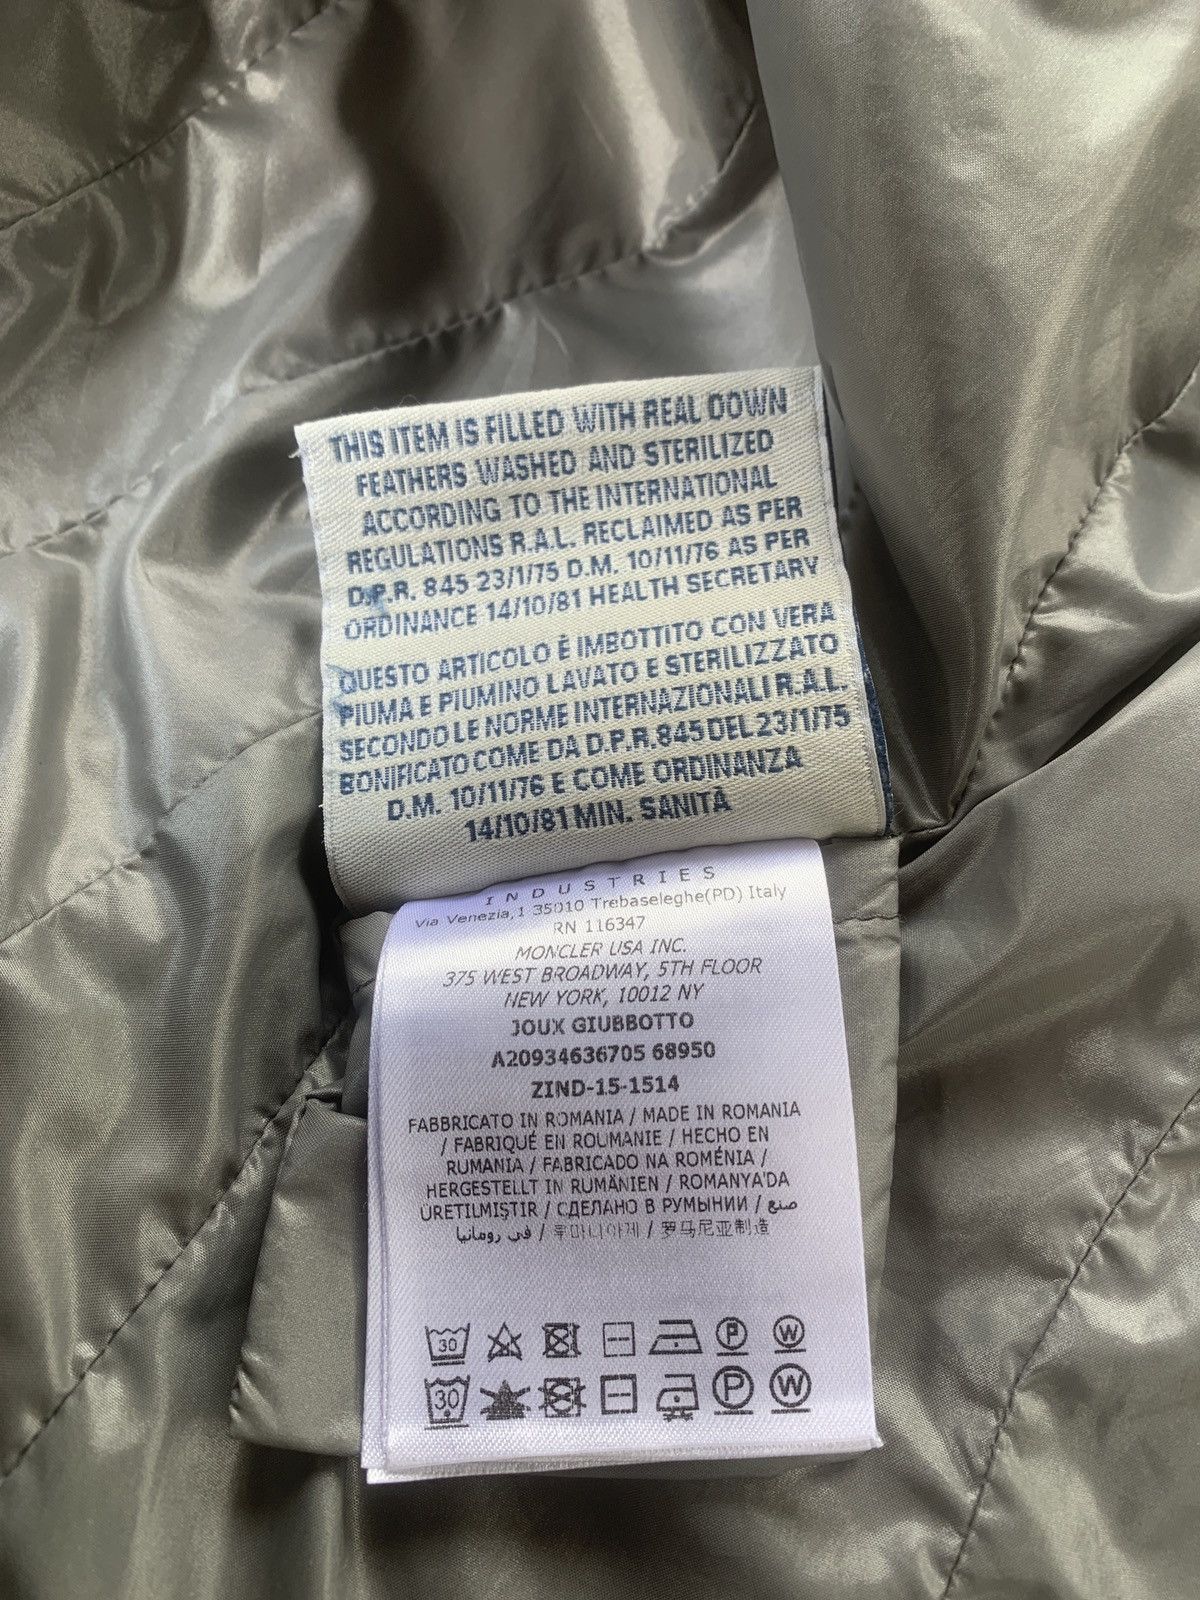 THIS ITEM IS FILLED WITH REAL DOWN
FEATHERS WASHED AND STERILIZED
ACCORDING TO THE INTERNATIONAL
REGULATIONS R.A.L. RECLAIMED AS PER
D.P.R. 845 23/1/75 D.M. 10/11/76 AS PER
ORDINANCE 14/10/81 HEALTH SECRETARY
QUESTO ARTICOLO È IMBOTTITO CON VERA
PIUMA E PIUMINO LAVATO E STERILIZZATO
SECONDO LE NORME INTERNAZIONALI R.A.L.
BONIFICATO COME DA D.P.R. 845 DEL 23/1/75
D.M. 10/11/76 E COME ORDINANZA
14/10/81 MIN. SANITÀ
INDUSTRIES
Via Venezia,1 35010 Trebaseleghe(PD) Italy
RN 116347
MONCLER USA INC.
375 WEST BROADWAY, 5TH FLOOR
NEW YORK, 10012 NY
JOUX GIUBBOTTO
A20934636705 68950
ZIND-15-1514
FABBRICATO IN ROMANIA / MADE IN ROMANIA
/ FABRIQUÉ EN ROUMANIE / HECHO EN
RUMANIA / FABRICADO NA ROMÉNIA /
HERGESTELLT IN RUMÄNIEN / ROMANYA'DA
ÜRETILMIŞTIR / СДЕЛАНО В РУМЫНИИ / صنع
في رومانيا / 루마니아제 / 罗马尼亚制造
30 P W
30 P W